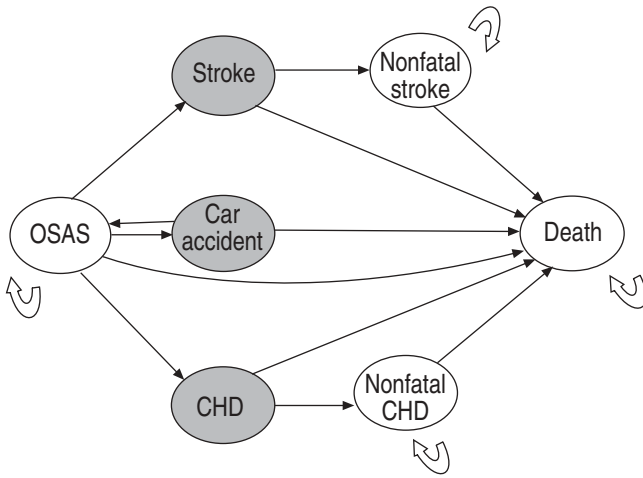 Stroke
Nonfatal
stroke
OSAS
Car
accident
Death
CHD
Nonfatal
CHD